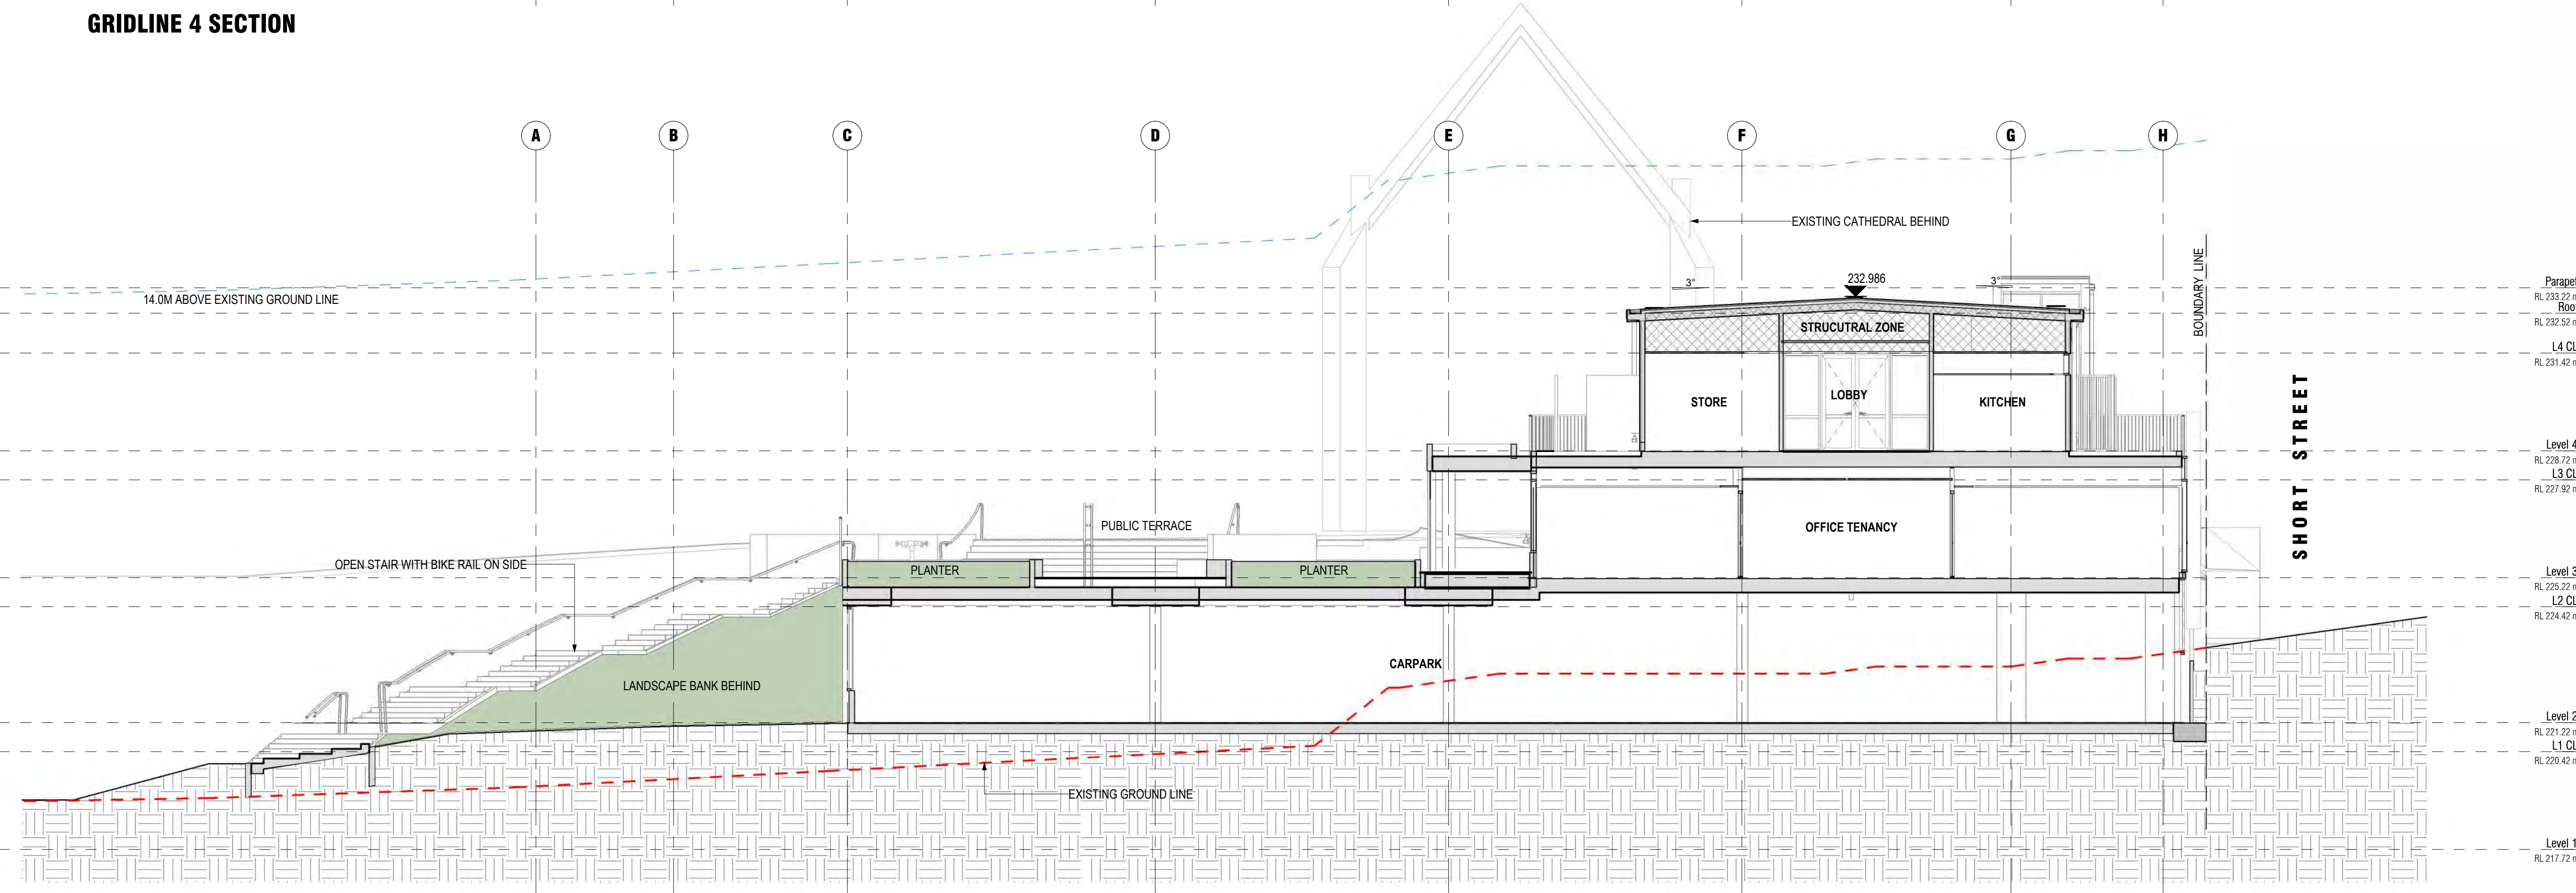 GRIDLINE 4 SECTION
A
B
C
D
E
F
G
H
EXISTING CATHEDRAL BEHIND
BOUNDARY LINE
14.0M ABOVE EXISTING GROUND LINE
3°
232.986
3°
Parapet
RL 233.22 m
Roof
RL 232.52 m
STRUCUTRAL ZONE
L4 CL
RL 231.42 m
STORE
LOBBY
KITCHEN
SHORT STREET
Level 4
RL 228.72 m
L3 CL
RL 227.92 m
PUBLIC TERRACE
OFFICE TENANCY
OPEN STAIR WITH BIKE RAIL ON SIDE
PLANTER
PLANTER
Level 3
RL 225.22 m
L2 CL
RL 224.42 m
CARPARK
LANDSCAPE BANK BEHIND
Level 2
RL 221.22 m
L1 CL
RL 220.42 m
EXISTING GROUND LINE
Level 1
RL 217.72 m